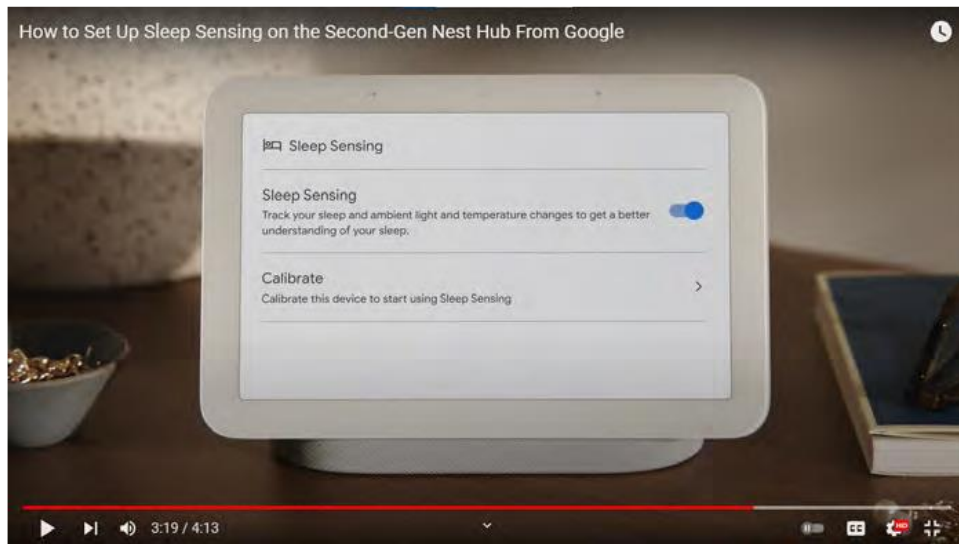 How to Set Up Sleep Sensing on the Second-Gen Nest Hub From Google
Sleep Sensing
Sleep Sensing
Track your sleep and ambient light and temperature changes to get a better
understanding of your sleep.
Calibrate
Calibrate this device to start using Sleep Sensing
3:19 / 4:13
CC
HD